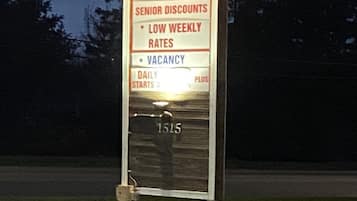 SENIOR DISCOUNTS
• LOW WEEKLY
RATES
• VACANCY
DAILY
STARTS PLUS
1515